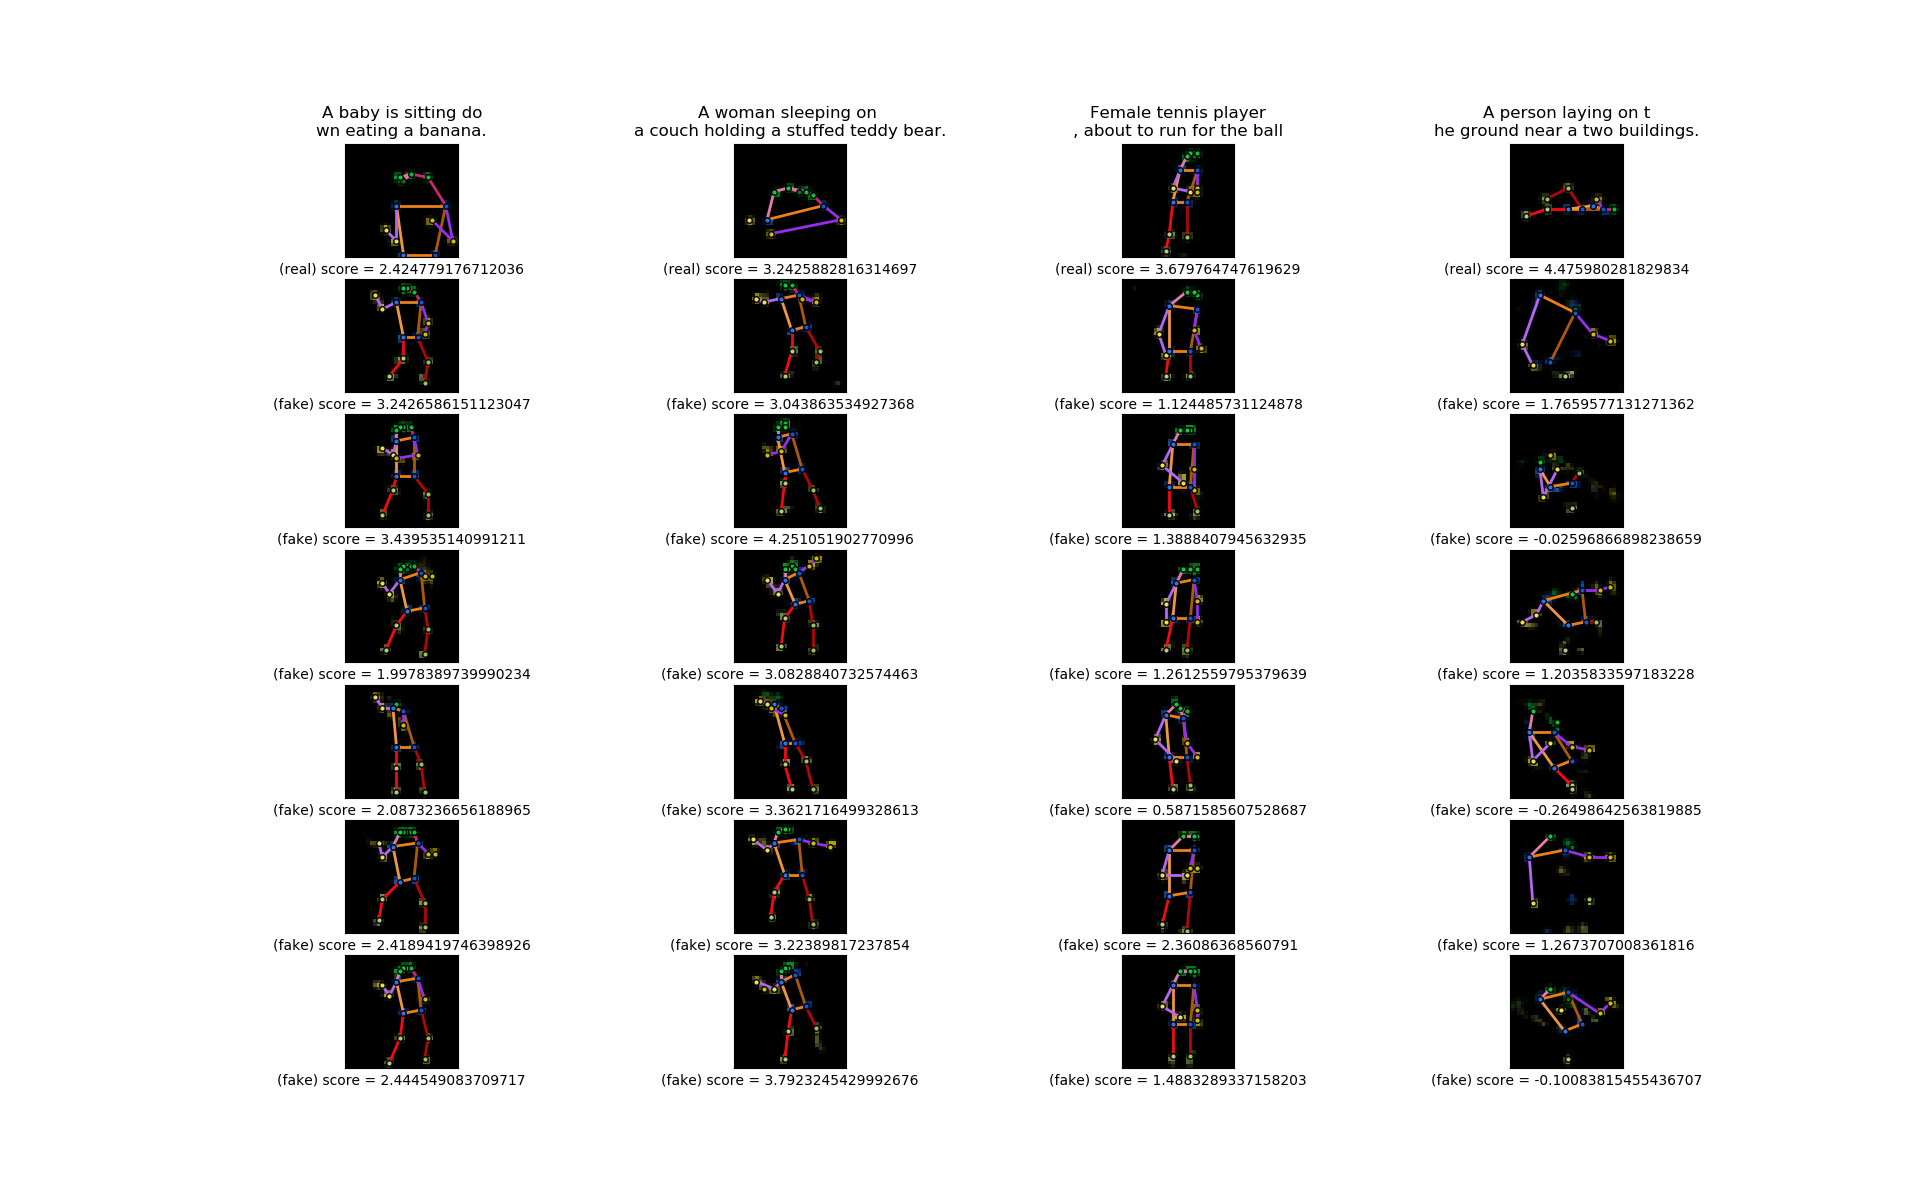 A baby is sitting do
wn eating a banana.
A woman sleeping on
a couch holding a stuffed teddy bear.
Female tennis player
, about to run for the ball
A person laying on t
he ground near a two buildings.
(real) score = 2.424779176712036
(real) score = 3.2425882816314697
(real) score = 3.679764747619629
(real) score = 4.475980281829834
(fake) score = 3.2426586151123047
(fake) score = 3.043863534927368
(fake) score = 1.124485731124878
(fake) score = 1.7659577131271362
(fake) score = 3.439535140991211
(fake) score = 4.251051902770996
(fake) score = 1.3888407945632935
(fake) score = -0.02596866898238659
(fake) score = 1.9978389739990234
(fake) score = 3.0828840732574463
(fake) score = 1.2612559795379639
(fake) score = 1.2035833597183228
(fake) score = 2.0873236656188965
(fake) score = 3.3621716499328613
(fake) score = 0.5871585607528687
(fake) score = -0.26498642563819885
(fake) score = 2.4189419746398926
(fake) score = 3.22389817237854
(fake) score = 2.36086368560791
(fake) score = 1.2673707008361816
(fake) score = 2.444549083709717
(fake) score = 3.7923245429992676
(fake) score = 1.4883289337158203
(fake) score = -0.10083815455436707